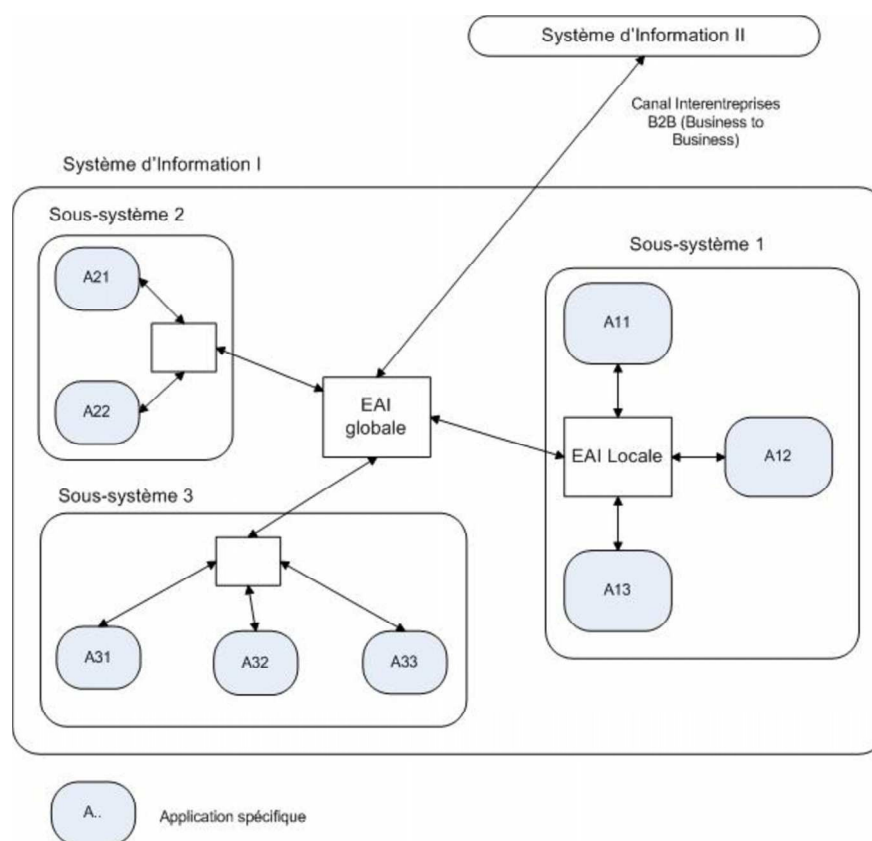 Système d'Information II
Canal Interentreprises
B2B (Business to
Business)
Système d'Information I
Sous-système 2
A21
A22
EAI
globale
Sous-système 1
A11
EAI Locale
A12
A13
Sous-système 3
A31
A32
A33
A..
Application spécifique